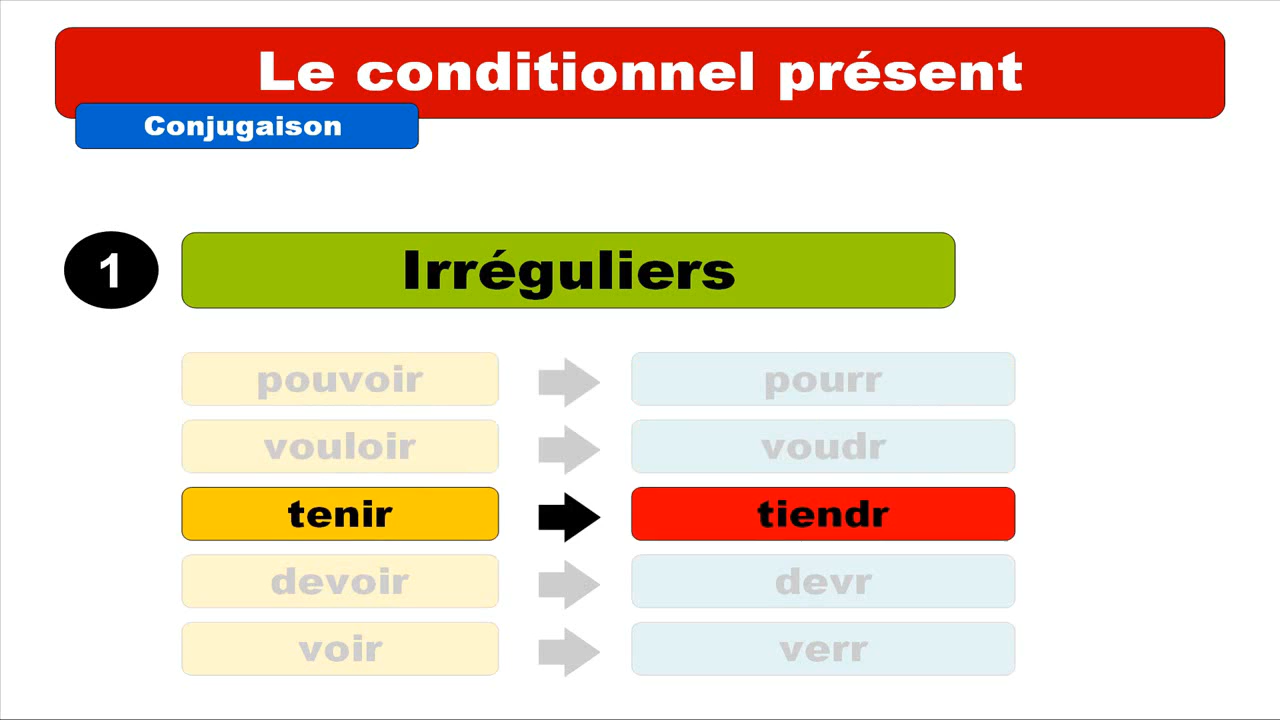 Le conditionnel présent
Conjugaison
1 Irréguliers
pouvoir pourr
vouloir voudr
tenir tiendr
devoir devr
voir verr